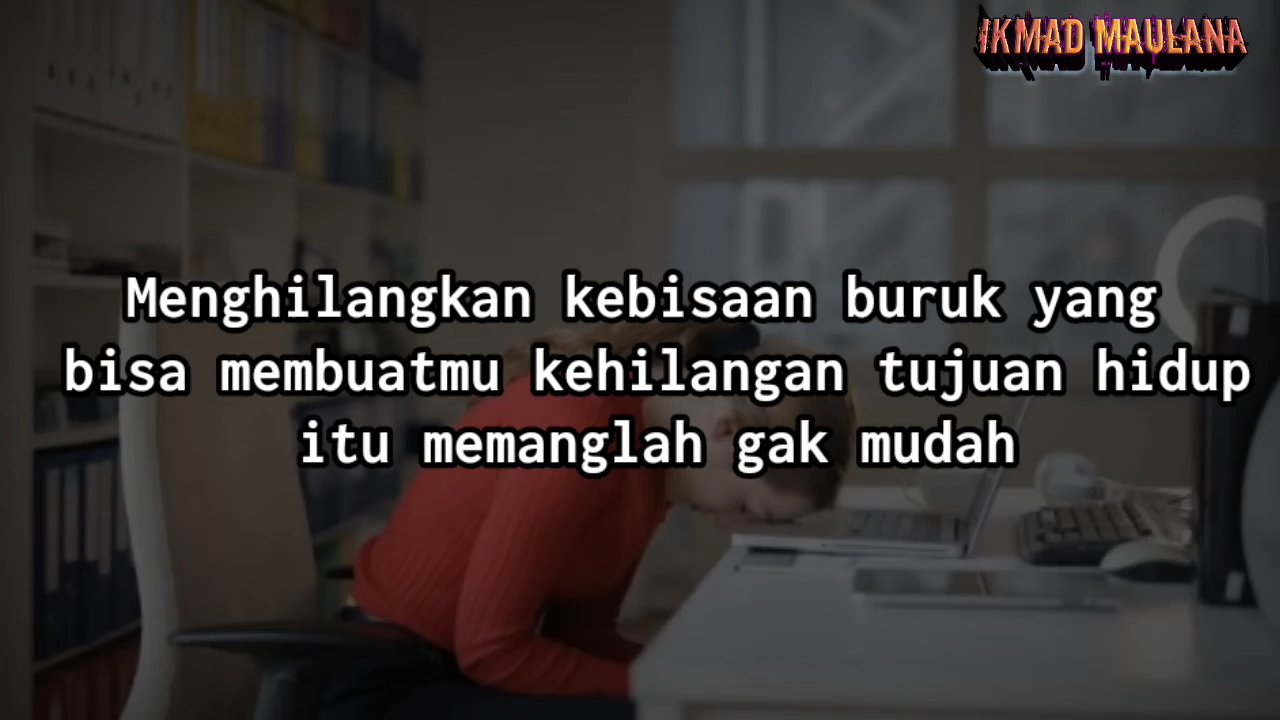 IKMAD MAULANA
Menghilangkan kebisaan buruk yang
bisa membuatmu kehilangan tujuan hidup
itu memanglah gak mudah